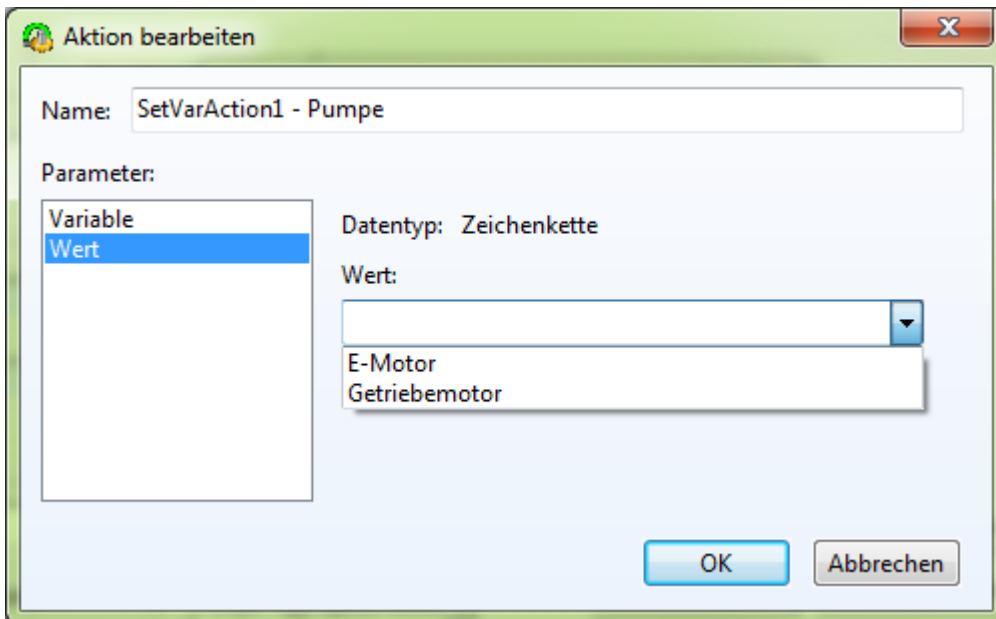 Aktion bearbeiten
Name: SetVarAction1 - Pumpe
Parameter:
Variable
Wert
Datentyp: Zeichenkette
Wert:
E-Motor
Getriebemotor
OK Abbrechen